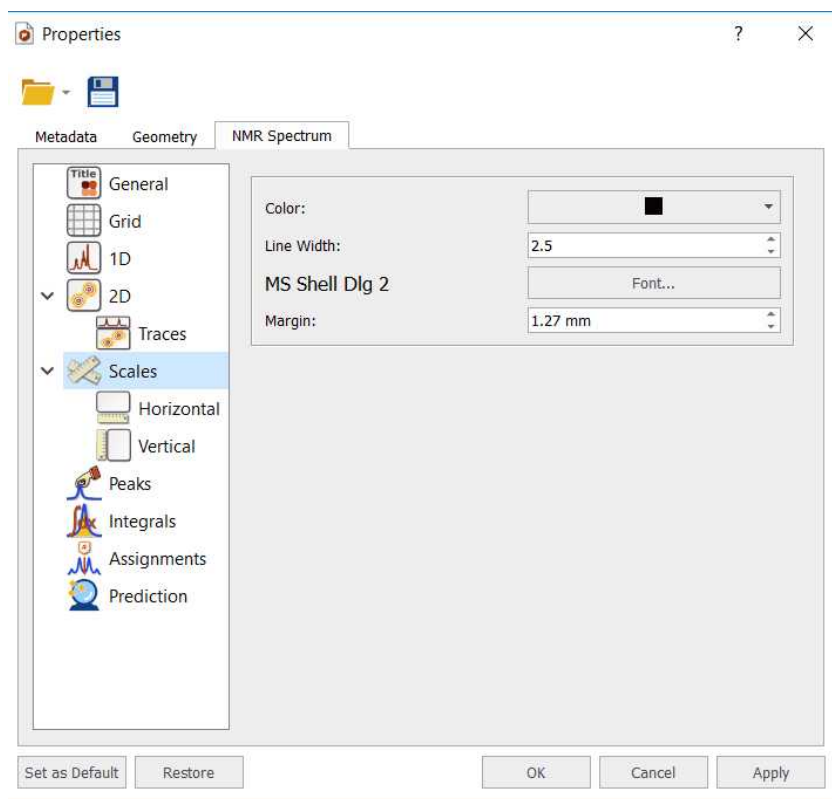 Properties
?
Metadata Geometry NMR Spectrum
Title
General
Grid
1D
2D
Traces
Scales
Horizontal
Vertical
Peaks
Integrals
Assignments
Prediction
Color:
Line Width: 2.5
MS Shell Dlg 2 Font...
Margin: 1.27 mm
Set as Default Restore OK Cancel Apply